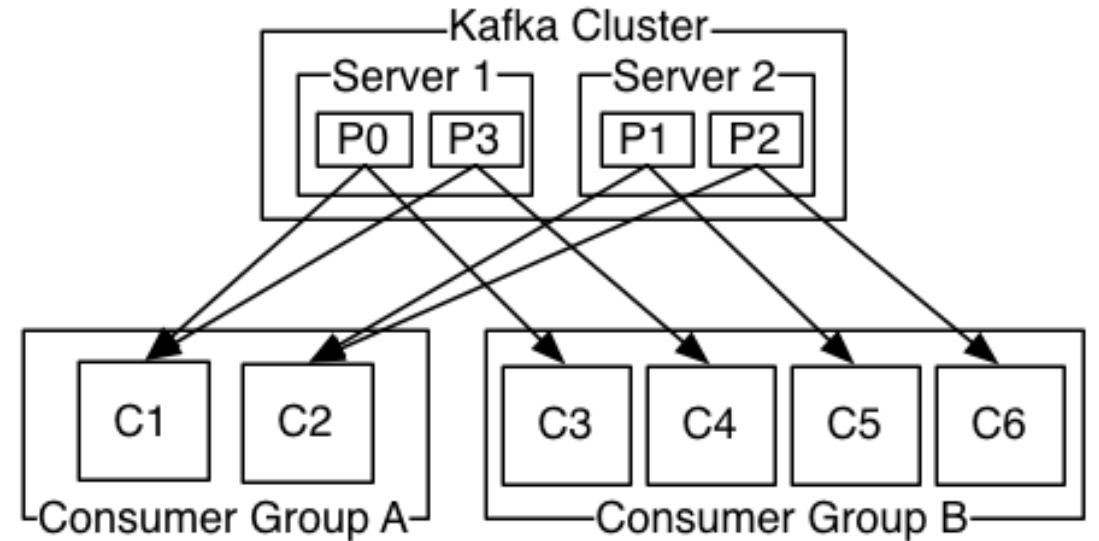 Kafka Cluster
Server 1
Server 2
P0
P3
P1
P2
C1
C2
C3
C4
C5
C6
Consumer Group A
Consumer Group B